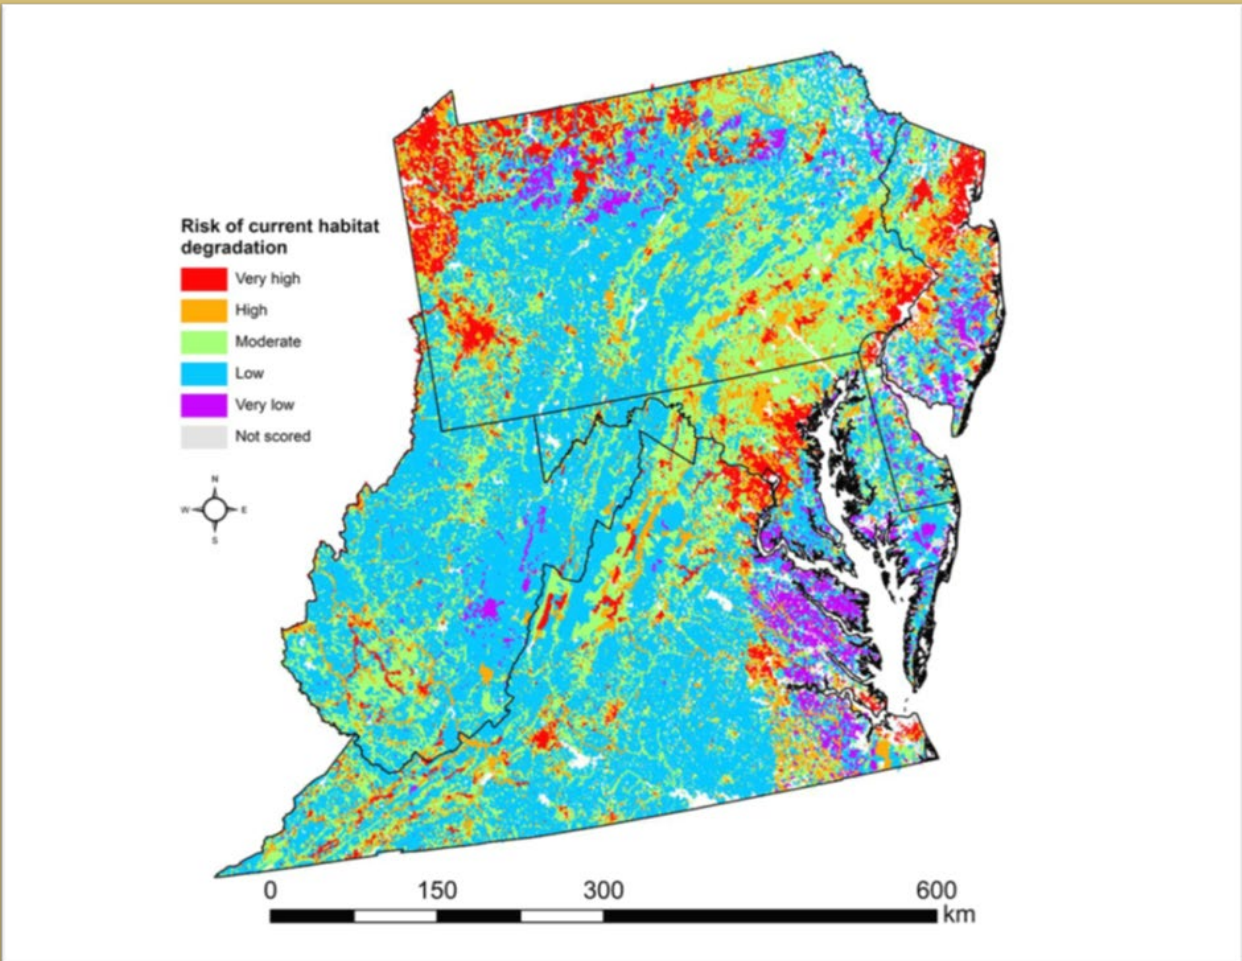 Risk of current habitat
degradation
Very high
High
Moderate
Low
Very low
Not scored
N
W E
S
0 150 300 600
km